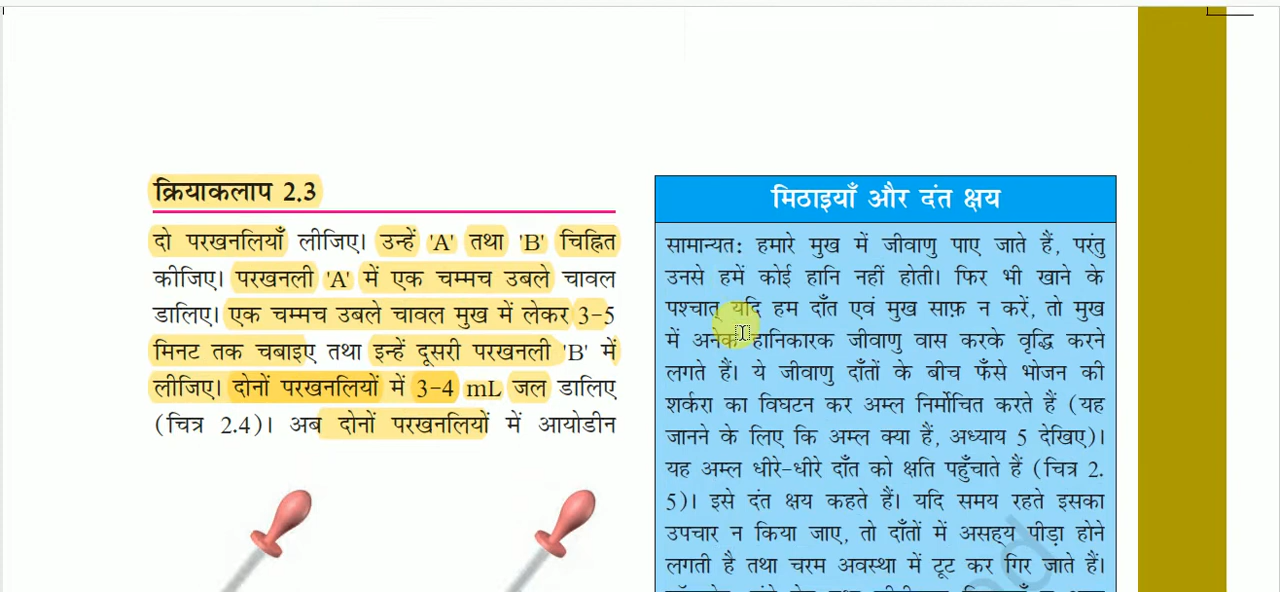 क्रियाकलाप 2.3
दो परखनलियाँ लीजिए। उन्हें 'A' तथा 'B' चिह्नित
कीजिए। परखनली 'A' में एक चम्मच उबले चावल
डालिए। एक चम्मच उबले चावल मुख में लेकर 3-5
मिनट तक चबाइए तथा इन्हें दूसरी परखनली 'B' में
लीजिए। दोनों परखनलियों में 3-4 mL जल डालिए
(चित्र 2.4)। अब दोनों परखनलियों में आयोडीन
मिठाइयाँ और दंत क्षय
सामान्यत: हमारे मुख में जीवाणु पाए जाते हैं, परंतु
उनसे हमें कोई हानि नहीं होती। फिर भी खाने के
पश्चात् यदि हम दाँत एवं मुख साफ़ न करें, तो मुख
में अनेक हानिकारक जीवाणु वास करके वृद्धि करने
लगते हैं। ये जीवाणु दाँतों के बीच फँसे भोजन की
शर्करा का विघटन कर अम्ल निर्मोचित करते हैं (यह
जानने के लिए कि अम्ल क्या हैं, अध्याय 5 देखिए)।
यह अम्ल धीरे-धीरे दाँत को क्षति पहुँचाते हैं (चित्र 2.
5)। इसे दंत क्षय कहते हैं। यदि समय रहते इसका
उपचार न किया जाए, तो दाँतों में असह्य पीड़ा होने
लगती है तथा चरम अवस्था में टूट कर गिर जाते हैं।